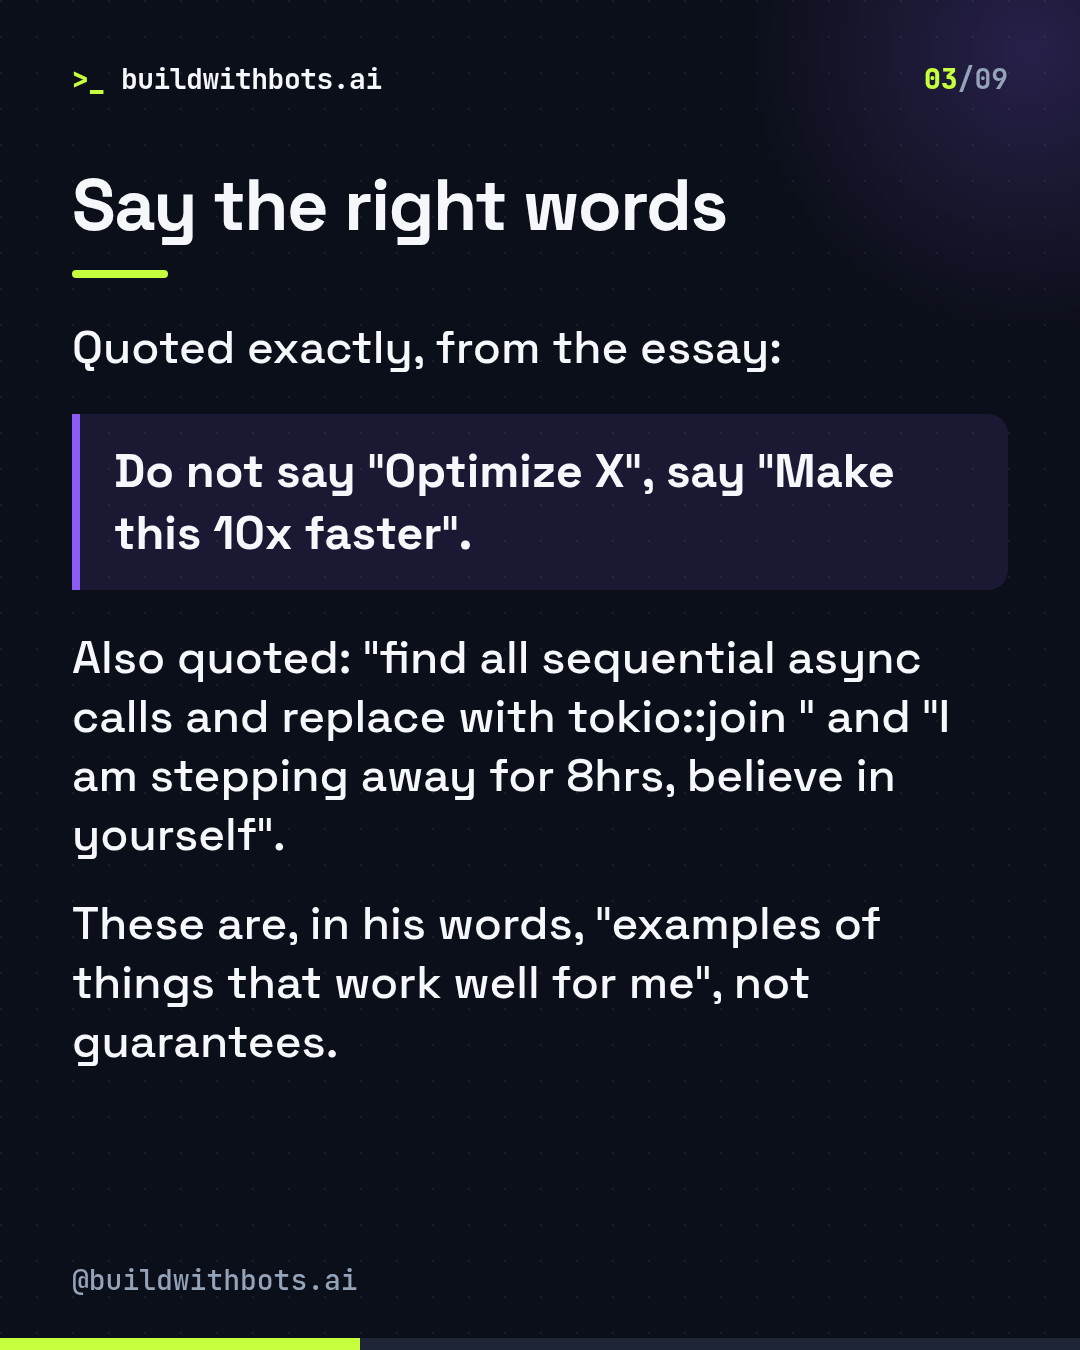 >_ buildwithbots.ai
03/09
Say the right words
Quoted exactly, from the essay:
Do not say "Optimize X", say "Make
this 10x faster".
Also quoted: "find all sequential async
calls and replace with tokio::join " and "I
am stepping away for 8hrs, believe in
yourself".
These are, in his words, "examples of
things that work well for me", not
guarantees.
@buildwithbots.ai